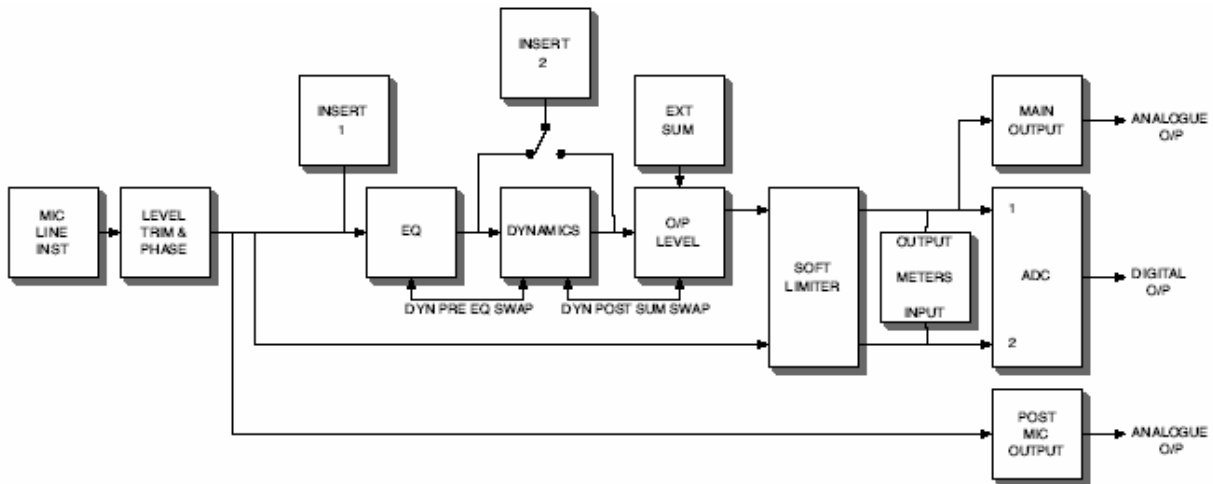 INSERT
2
INSERT
1
EXT
SUM
MAIN
OUTPUT
ANALOGUE
O/P
MIC
LINE
INST
LEVEL
TRIM &
PHASE
EQ
DYNAMICS
O/P
LEVEL
SOFT
LIMITER
OUTPUT
METERS
INPUT
1
ADC
2
DIGITAL
O/P
DYN PRE EQ SWAP
DYN POST SUM SWAP
POST
MIC
OUTPUT
ANALOGUE
O/P